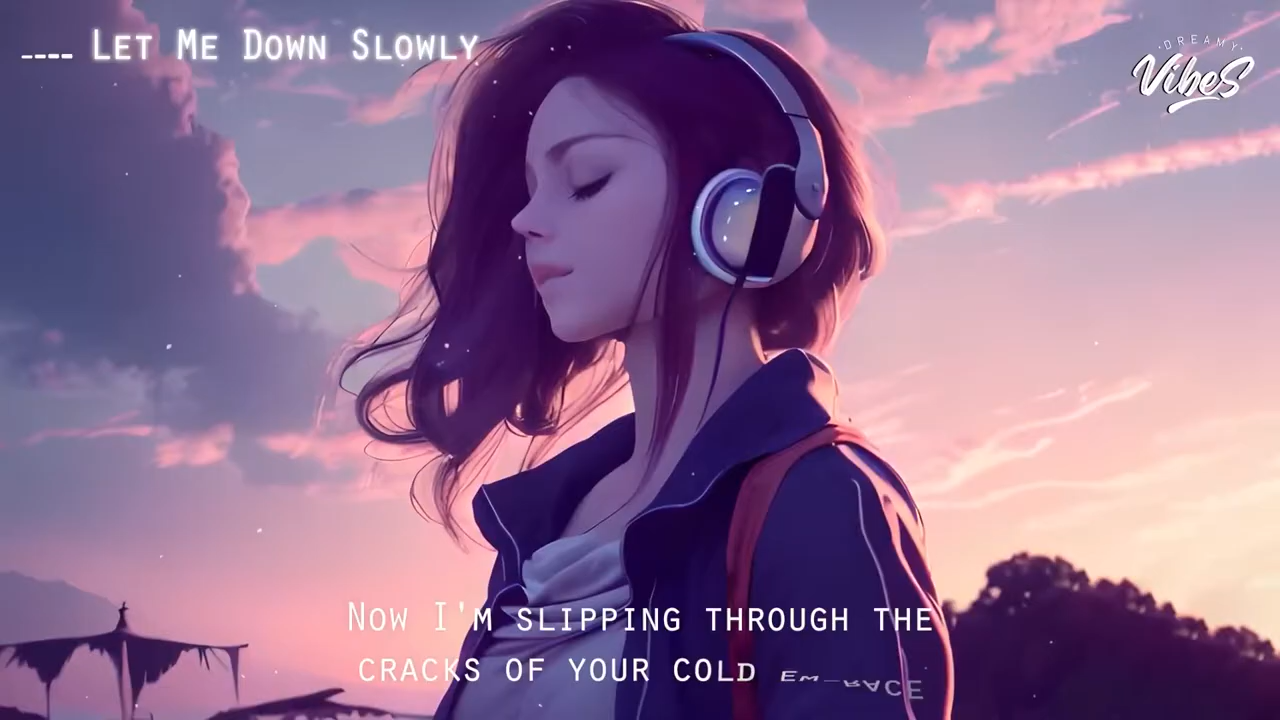 ---- Let Me Down Slowly
·DREAMY·
Vibes
Now I'm slipping through the
cracks of your cold